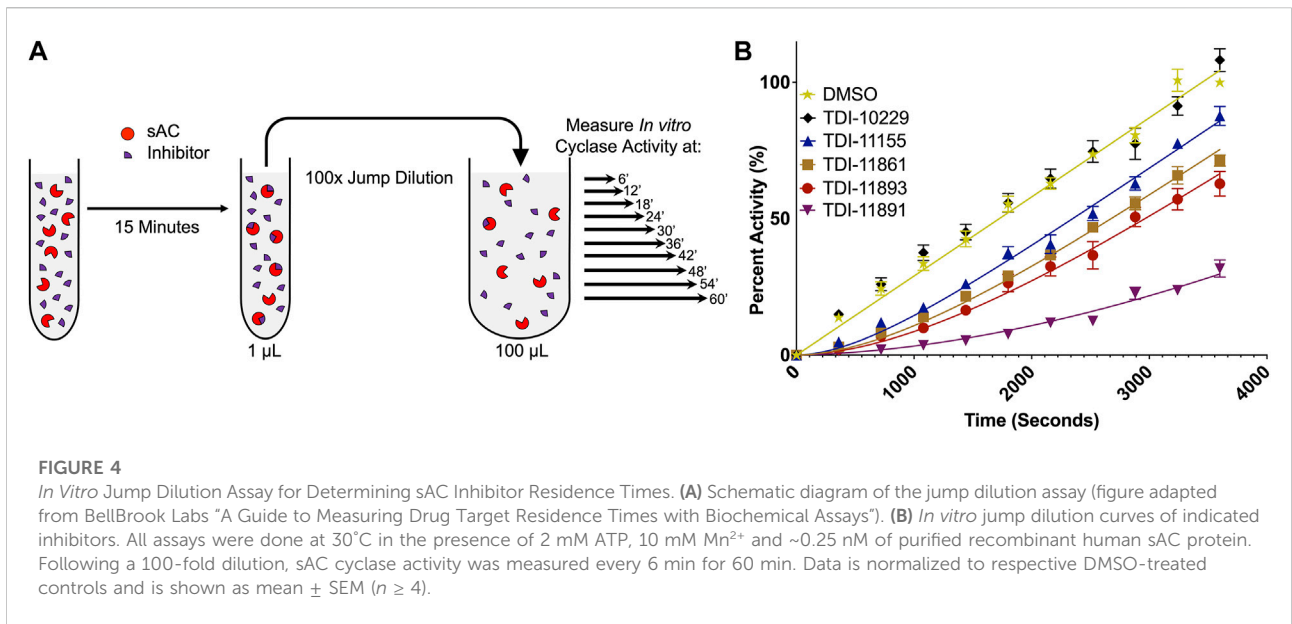 A
sAC
Inhibitor
15 Minutes
1 µL
100x Jump Dilution
100 µL
Measure In vitro
Cyclase Activity at:
6'
12'
18'
24'
30'
36'
42'
48'
54'
60'
B
Percent Activity (%)
100
50
0
DMSO
TDI-10229
TDI-11155
TDI-11861
TDI-11893
TDI-11891
0
1000
2000
3000
4000
Time (Seconds)
FIGURE 4
In Vitro Jump Dilution Assay for Determining sAC Inhibitor Residence Times. (A) Schematic diagram of the jump dilution assay (figure adapted
from BellBrook Labs “A Guide to Measuring Drug Target Residence Times with Biochemical Assays”). (B) In vitro jump dilution curves of indicated
inhibitors. All assays were done at 30°C in the presence of 2 mM ATP, 10 mM Mn²⁺ and ~0.25 nM of purified recombinant human sAC protein.
Following a 100-fold dilution, sAC cyclase activity was measured every 6 min for 60 min. Data is normalized to respective DMSO-treated
controls and is shown as mean ± SEM (n ≥ 4).